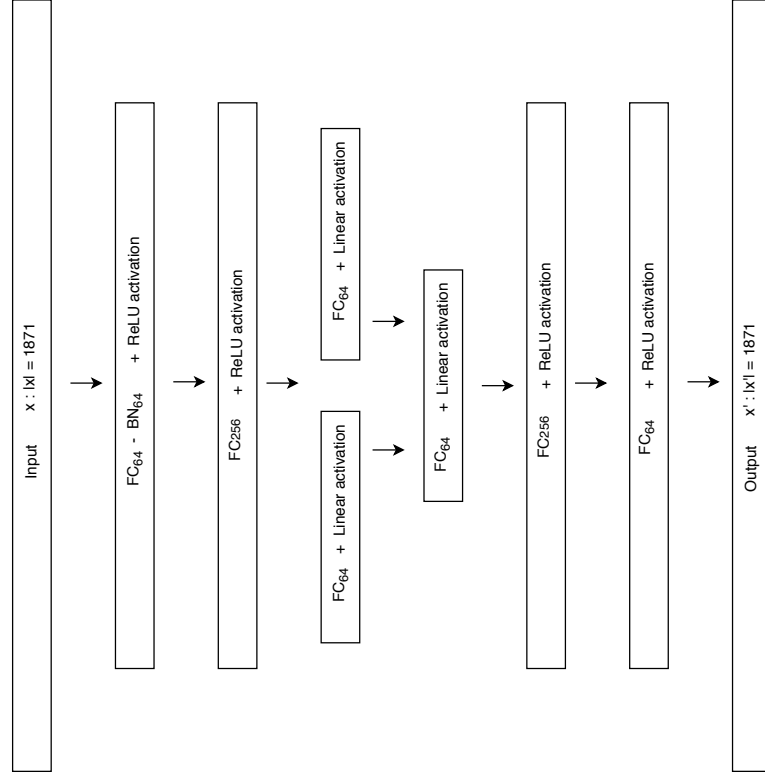 Input x : |x| = 1871
FC64 - BN64 + ReLU activation
FC256 + ReLU activation
FC64 + Linear activation
FC64 + Linear activation
FC64 + Linear activation
FC256 + ReLU activation
FC64 + ReLU activation
Output x' : |x'| = 1871